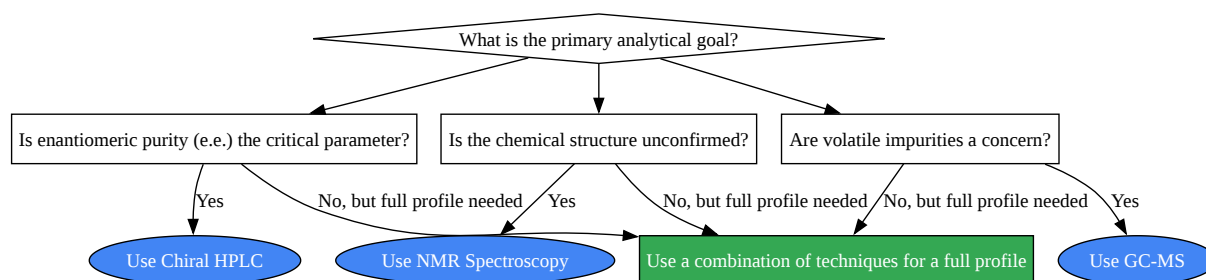 What is the primary analytical goal?
Is enantiomeric purity (e.e.) the critical parameter?
Is the chemical structure unconfirmed?
Are volatile impurities a concern?
Yes
No, but full profile needed
Yes
No, but full profile needed
No, but full profile needed
Yes
Use Chiral HPLC
Use NMR Spectroscopy
Use a combination of techniques for a full profile
Use GC-MS